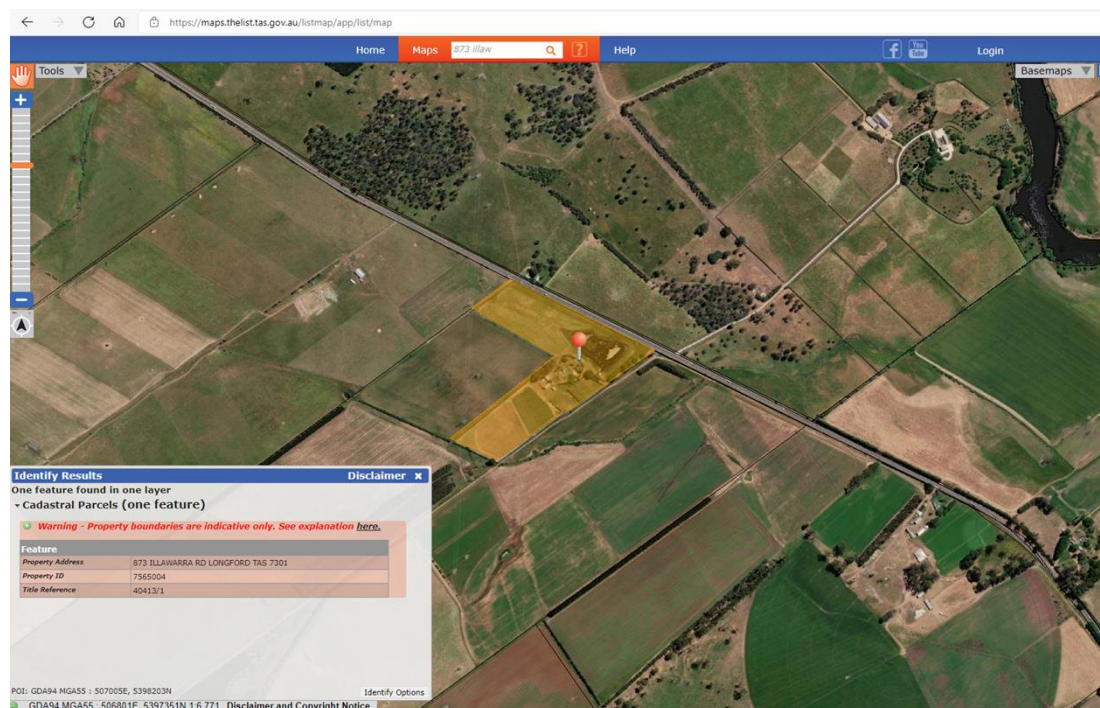 https://maps.thelist.tas.gov.au/listmap/app/list/map
Home Maps 873 illaw ? Help f You Tube Login
Tools Basemaps
Identify Results Disclaimer ×
One feature found in one layer
Cadastral Parcels (one feature)
Warning - Property boundaries are indicative only. See explanation here.
Feature
Property Address 873 ILLAWARRA RD LONGFORD TAS 7301
Property ID 7565004
Title Reference 40413/1
POI: GDA94 MGA55 : 507005E, 5398203N Identify Options
GDA94 MGA55 : 506801E, 5397351N 1:6,771 Disclaimer and Copyright Notice